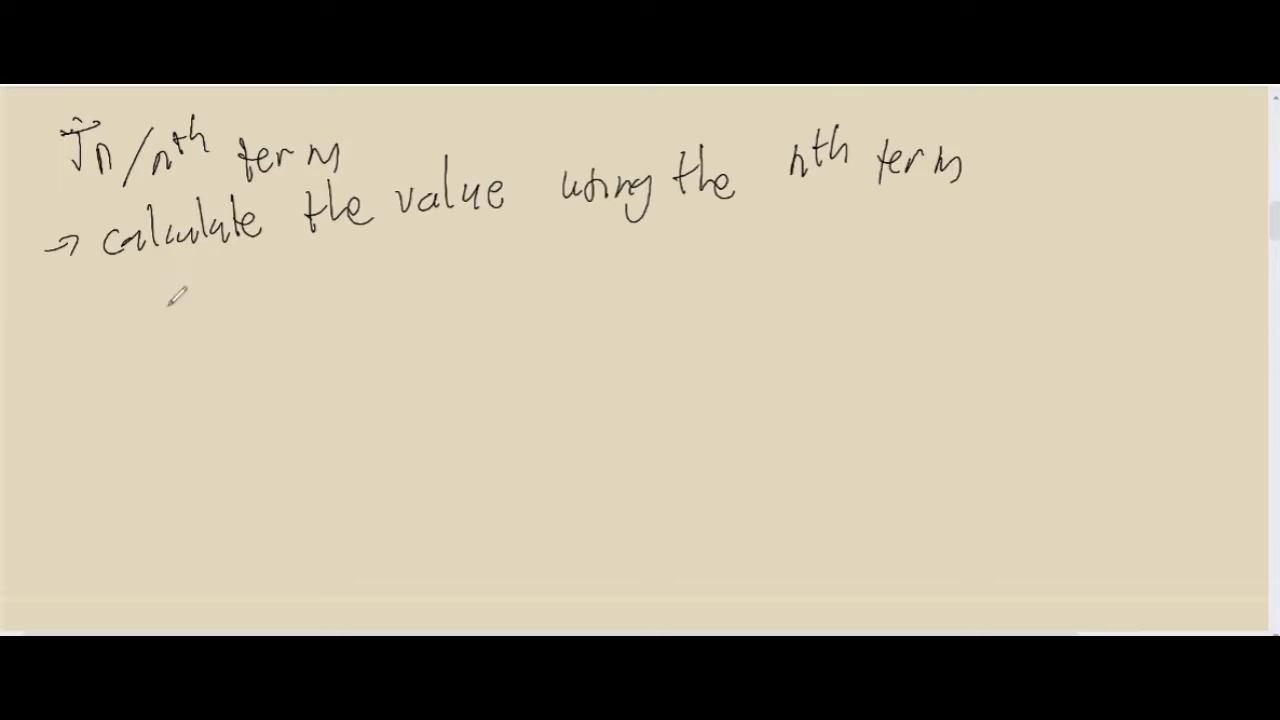 Tn/nth term
→ calculate the value using the nth term